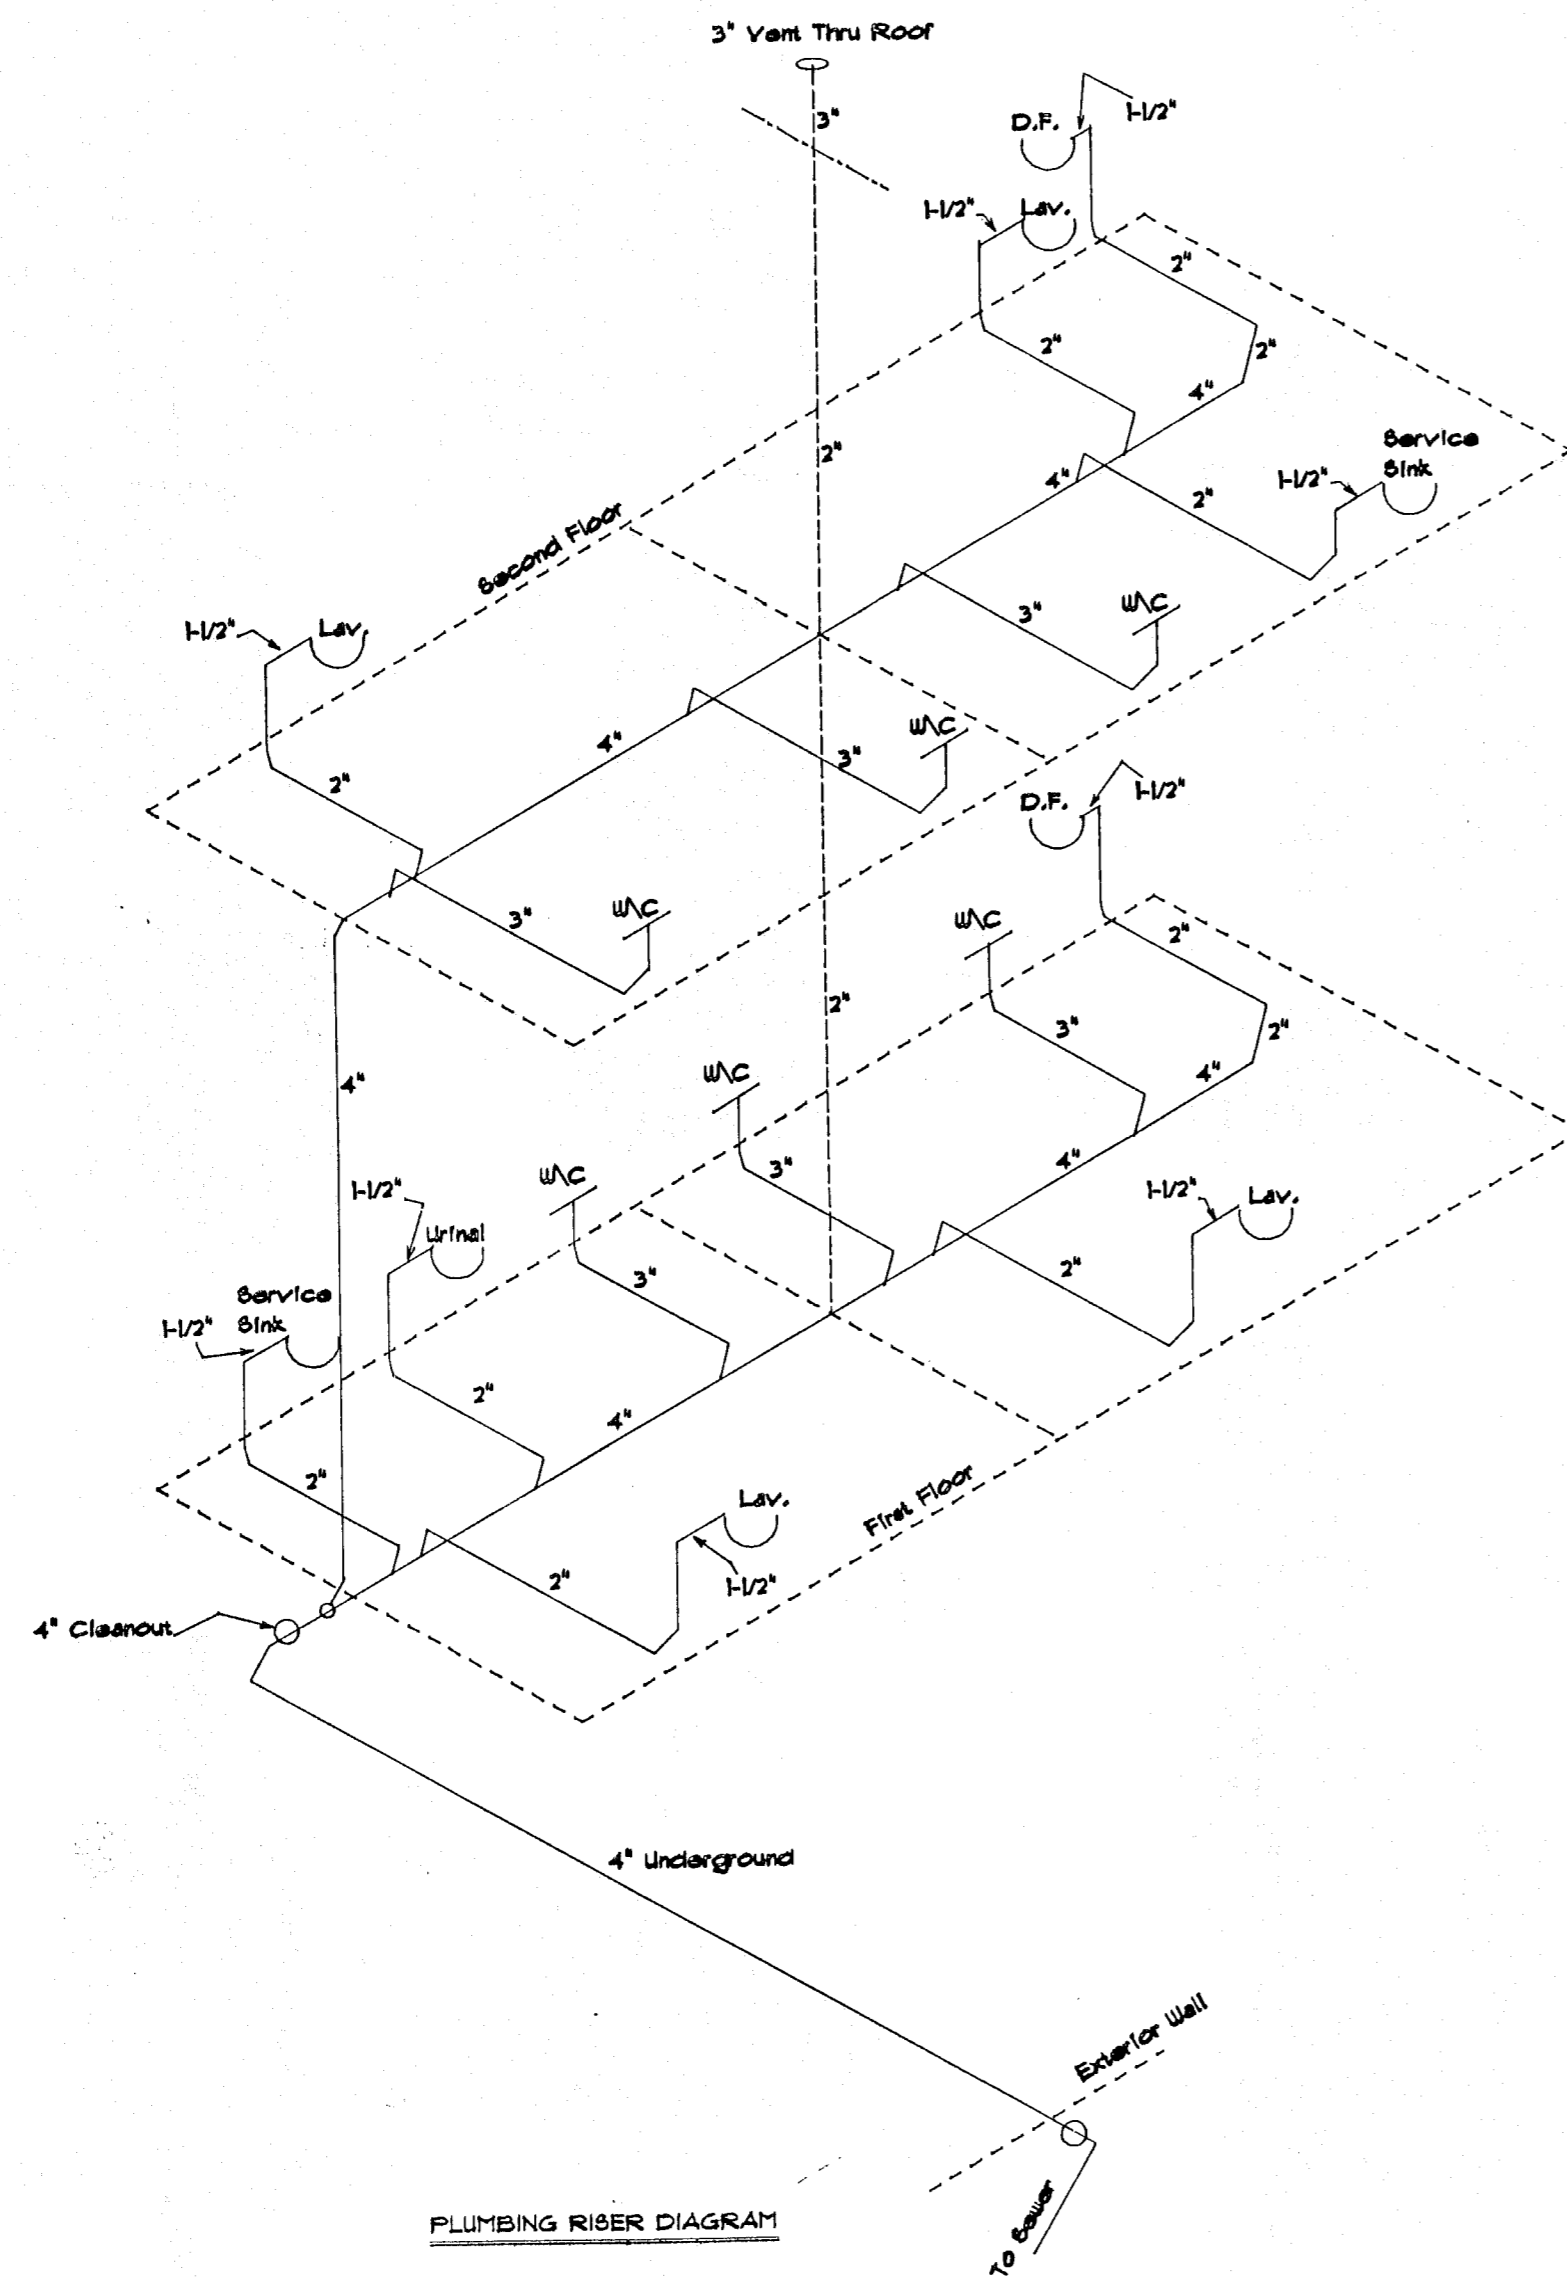 3" Vent Thru Roof
3"
D.F.
1-1/2"
1-1/2"
Lav.
2"
2"
2"
4"
2"
4"
2"
1-1/2"
Service
Sink
Second Floor
3"
W\C
1-1/2"
Lav.
4"
W\C
3"
2"
D.F.
1-1/2"
3"
W\C
W\C
2"
2"
3"
2"
4"
W\C
4"
3"
4"
W\C
3"
1-1/2"
1-1/2"
Lav.
Urinal
3"
2"
Service
Sink
1-1/2"
2"
4"
2"
First Floor
Lav.
1-1/2"
2"
4" Cleanout
4" Underground
Exterior Wall
To Sewer
PLUMBING RISER DIAGRAM